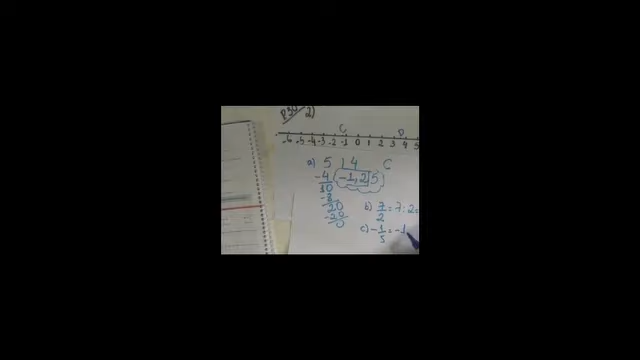 2)
C D
-6 -5 -4 -3 -2 -1 0 1 2 3 4 5
a) 5 4 C
-4 -1,25
10
-8
20
-20
0
b) 7/2 = 7 : 2 =
c) -1/5 = -1